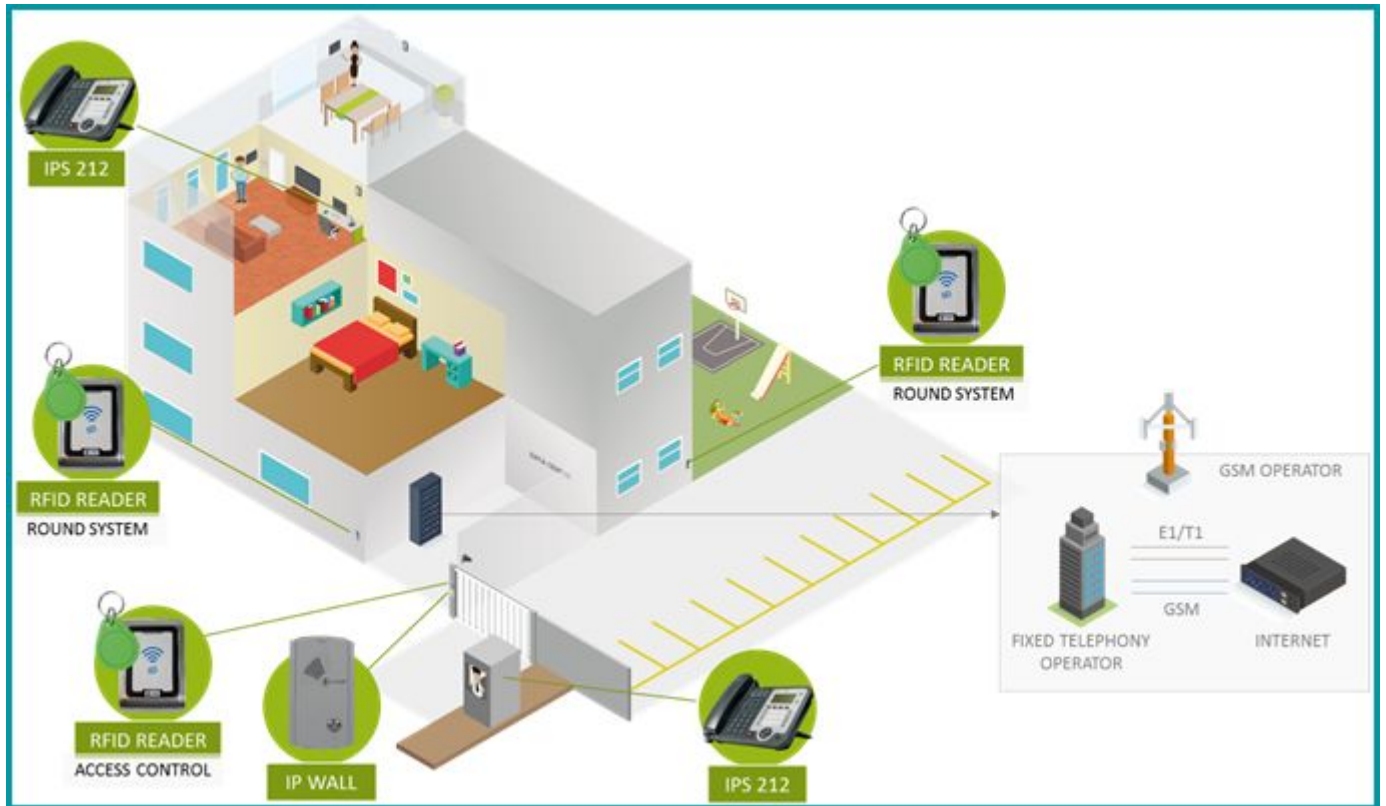 IPS 212
RFID READER
ROUND SYSTEM
RFID READER
ROUND SYSTEM
GSM OPERATOR
E1/T1
GSM
FIXED TELEPHONY
OPERATOR
INTERNET
RFID READER
ACCESS CONTROL
IP WALL
IPS 212